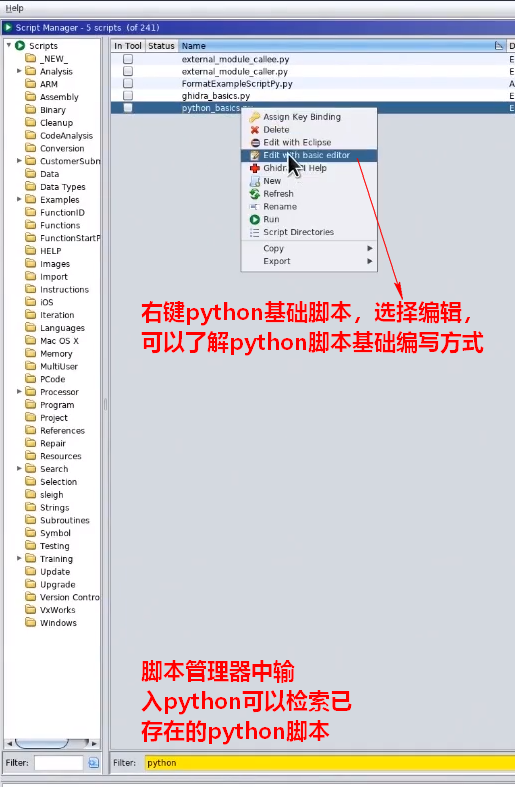 Help
Script Manager - 5 scripts (of 241)
Scripts
_NEW_
Analysis
ARM
Assembly
Binary
Cleanup
CodeAnalysis
Conversion
CustomerSubm
Data
Data Types
Examples
FunctionID
Functions
FunctionStartP
HELP
Images
Import
Instructions
iOS
Iteration
Languages
Mac OS X
Memory
MultiUser
PCode
Processor
Program
Project
References
Repair
Resources
Search
Selection
sleigh
Strings
Subroutines
Symbol
Testing
Training
Update
Upgrade
Version Contro
VxWorks
Windows
Filter:
In Tool Status Name D
external_module_callee.py E
external_module_caller.py E
FormatExampleScriptPy.py A
ghidra_basics.py E
python_basics.py E
Assign Key Binding
Delete
Edit with Eclipse
Edit with basic editor
Ghidra API Help
New
Refresh
Rename
Run
Script Directories
Copy
Export
右键python基础脚本，选择编辑，
可以了解python脚本基础编写方式
脚本管理器中输
入python可以检索已
存在的python脚本
Filter: python